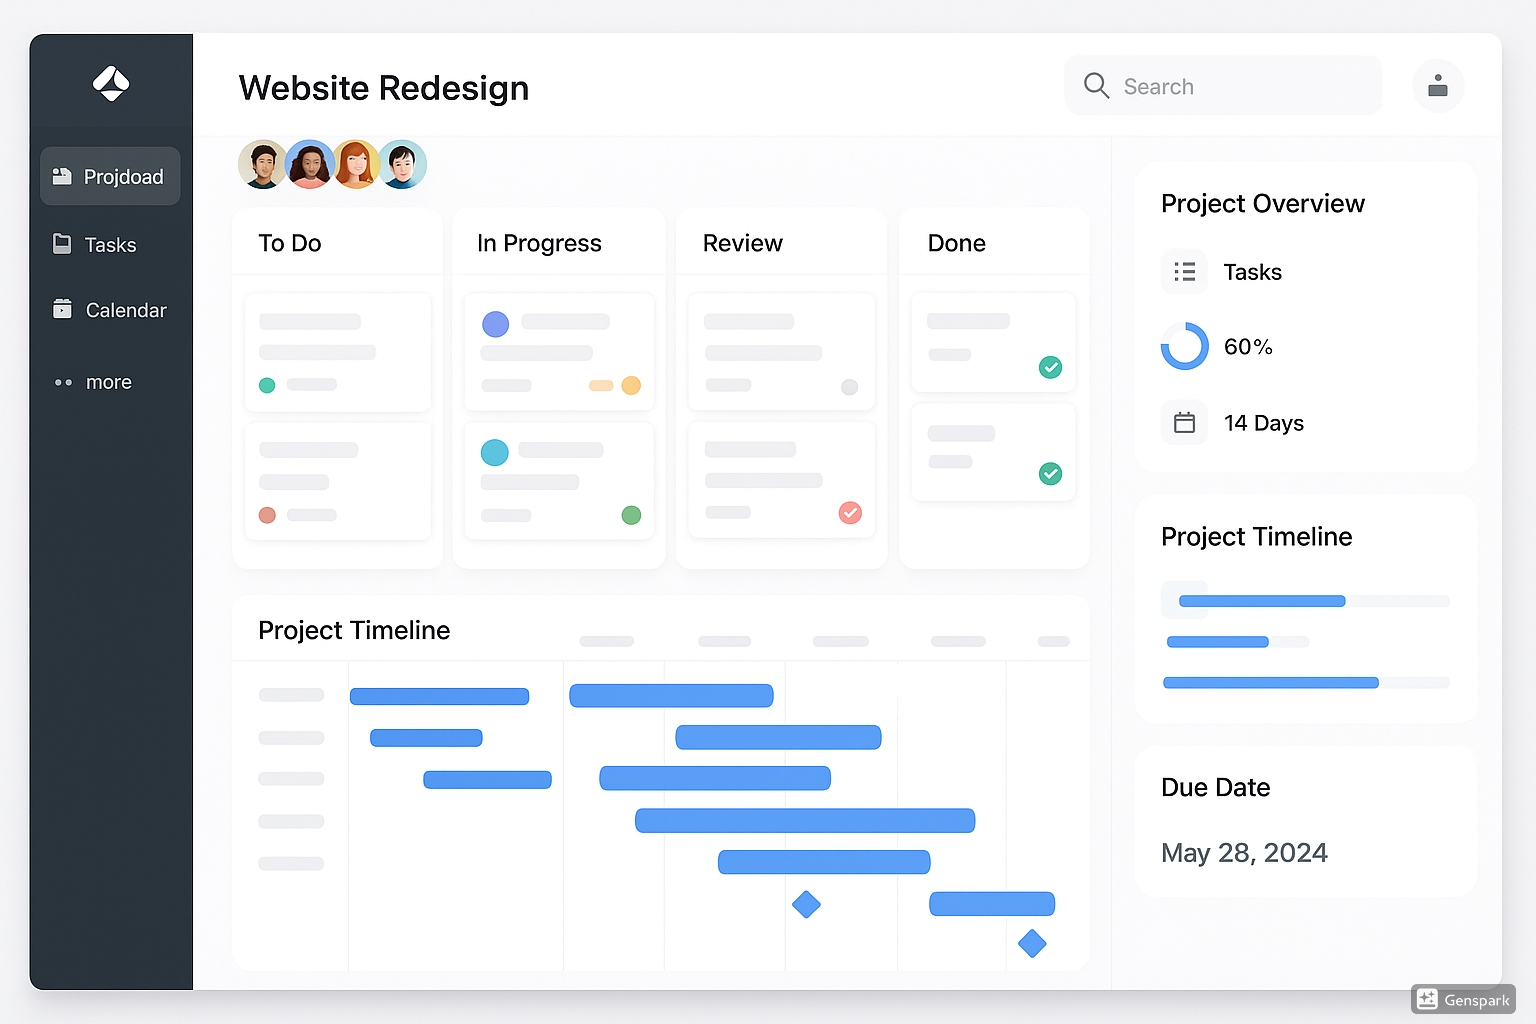 Website Redesign
Search
Projdoad
Tasks
Calendar
more
To Do
In Progress
Review
Done
Project Timeline
Project Overview
Tasks
60%
14 Days
Project Timeline
Due Date
May 28, 2024
Genspark